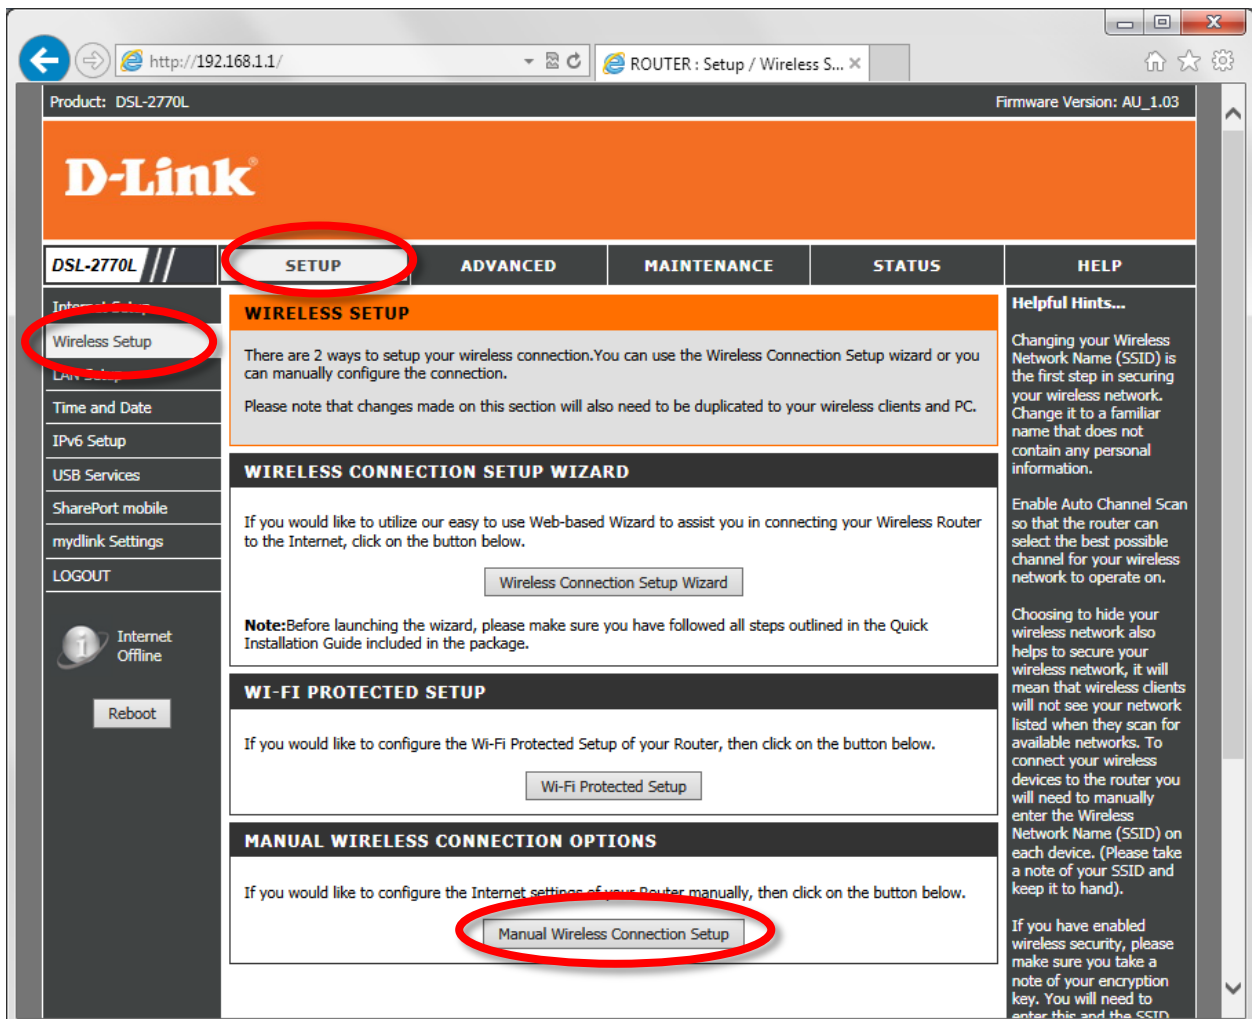 http://192.168.1.1/
ROUTER : Setup / Wireless S...
Product: DSL-2770L
Firmware Version: AU_1.03
D-Link®
DSL-2770L
SETUP
ADVANCED
MAINTENANCE
STATUS
HELP
Internet Setup
Wireless Setup
LAN Setup
Time and Date
IPv6 Setup
USB Services
SharePort mobile
mydlink Settings
LOGOUT
Internet
Offline
Reboot
WIRELESS SETUP
There are 2 ways to setup your wireless connection.You can use the Wireless Connection Setup wizard or you
can manually configure the connection.
Please note that changes made on this section will also need to be duplicated to your wireless clients and PC.
WIRELESS CONNECTION SETUP WIZARD
If you would like to utilize our easy to use Web-based Wizard to assist you in connecting your Wireless Router
to the Internet, click on the button below.
Wireless Connection Setup Wizard
Note:Before launching the wizard, please make sure you have followed all steps outlined in the Quick
Installation Guide included in the package.
WI-FI PROTECTED SETUP
If you would like to configure the Wi-Fi Protected Setup of your Router, then click on the button below.
Wi-Fi Protected Setup
MANUAL WIRELESS CONNECTION OPTIONS
If you would like to configure the Internet settings of your Router manually, then click on the button below.
Manual Wireless Connection Setup
Helpful Hints...
Changing your Wireless
Network Name (SSID) is
the first step in securing
your wireless network.
Change it to a familiar
name that does not
contain any personal
information.
Enable Auto Channel Scan
so that the router can
select the best possible
channel for your wireless
network to operate on.
Choosing to hide your
wireless network also
helps to secure your
wireless network, it will
mean that wireless clients
will not see your network
listed when they scan for
available networks. To
connect your wireless
devices to the router you
will need to manually
enter the Wireless
Network Name (SSID) on
each device. (Please take
a note of your SSID and
keep it to hand).
If you have enabled
wireless security, please
make sure you take a
note of your encryption
key. You will need to
enter this and the SSID